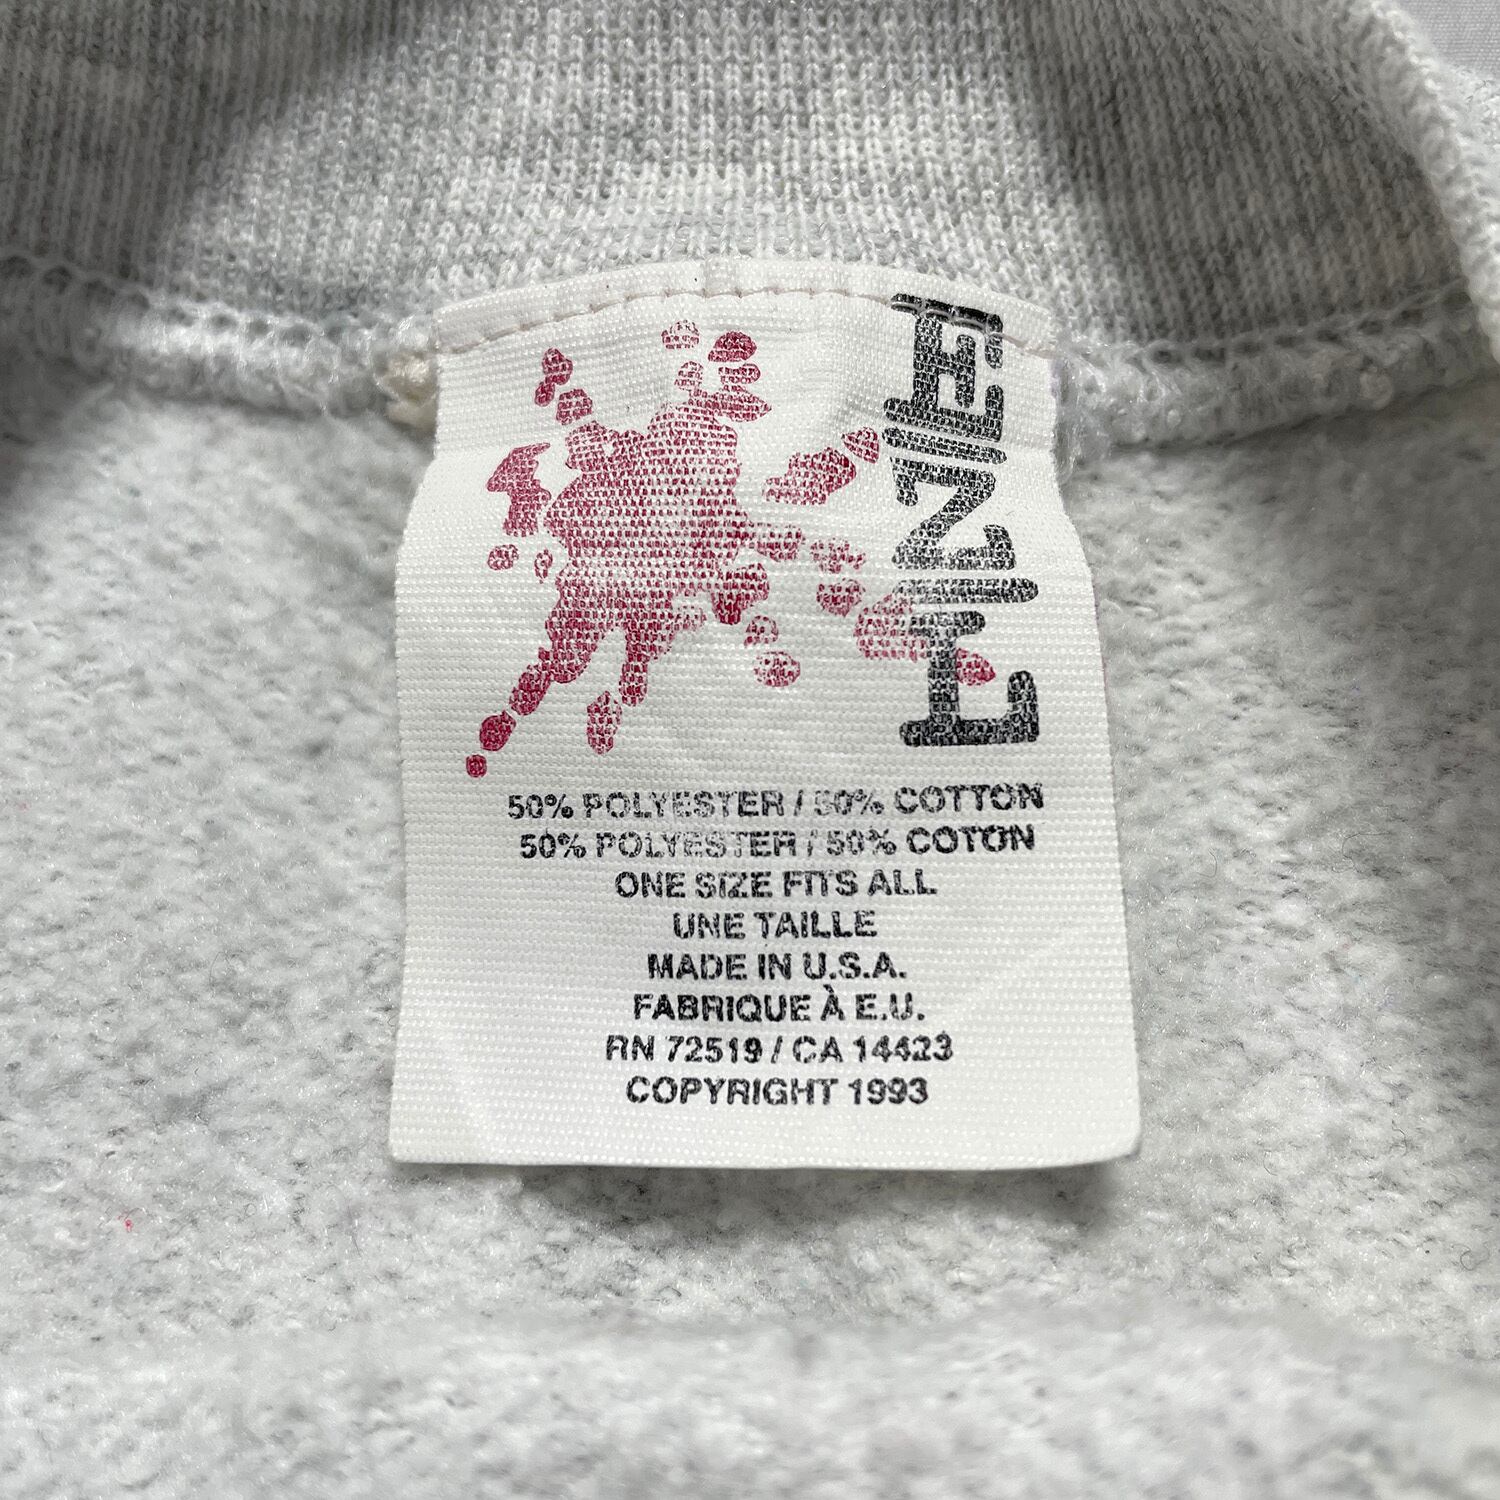 50% POLYESTER / 50% COTTON
50% POLYESTER / 50% COTON
ONE SIZE FITS ALL
UNE TAILLE
MADE IN U.S.A.
FABRIQUE À E.U.
RN 72519 / CA 14423
COPYRIGHT 1993